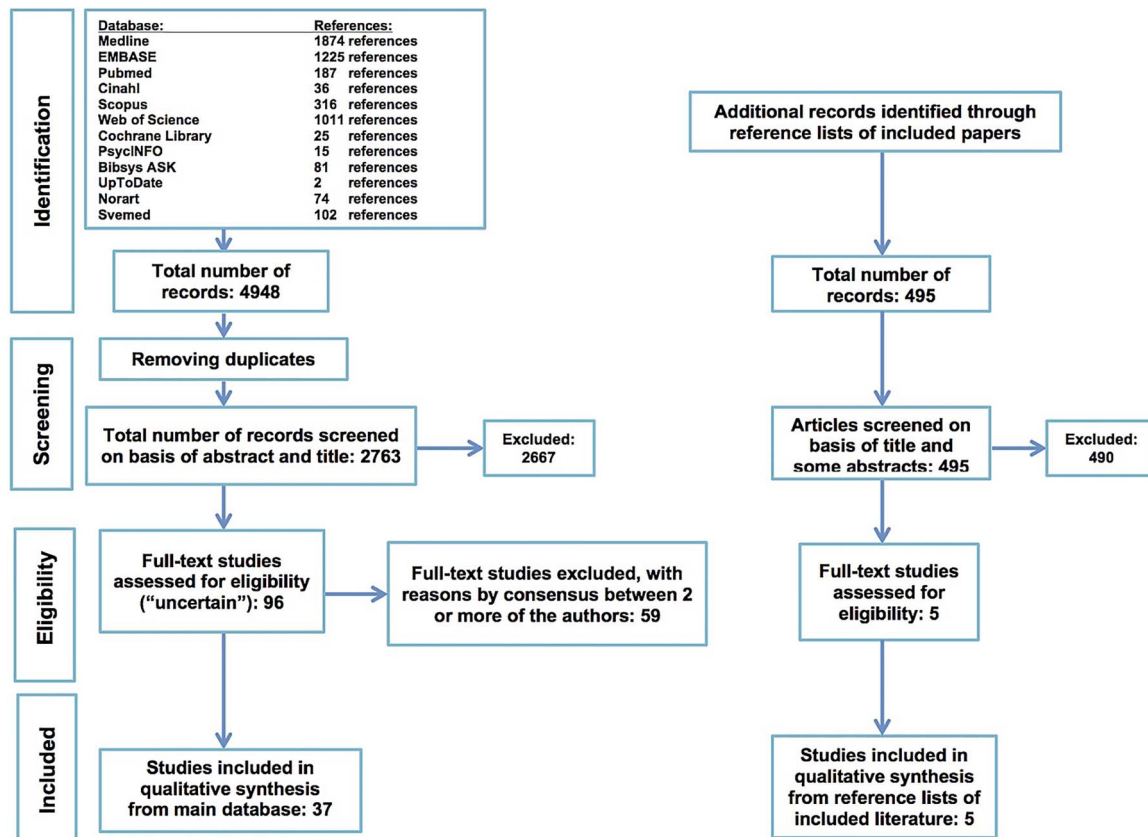 Identification
Database: References:
Medline 1874 references
EMBASE 1225 references
Pubmed 187 references
Cinahl 36 references
Scopus 316 references
Web of Science 1011 references
Cochrane Library 25 references
PsycINFO 15 references
Bibsys ASK 81 references
UpToDate 2 references
Norart 74 references
Svemed 102 references
Total number of
records: 4948
Additional records identified through
reference lists of included papers
Total number of
records: 495
Screening
Removing duplicates
Total number of records screened
on basis of abstract and title: 2763
Excluded:
2667
Articles screened on
basis of title and
some abstracts: 495
Excluded:
490
Eligibility
Full-text studies
assessed for eligibility
(“uncertain”): 96
Full-text studies excluded, with
reasons by consensus between 2
or more of the authors: 59
Full-text studies
assessed for
eligibility: 5
Included
Studies included in
qualitative synthesis
from main database: 37
Studies included in
qualitative synthesis
from reference lists of
included literature: 5